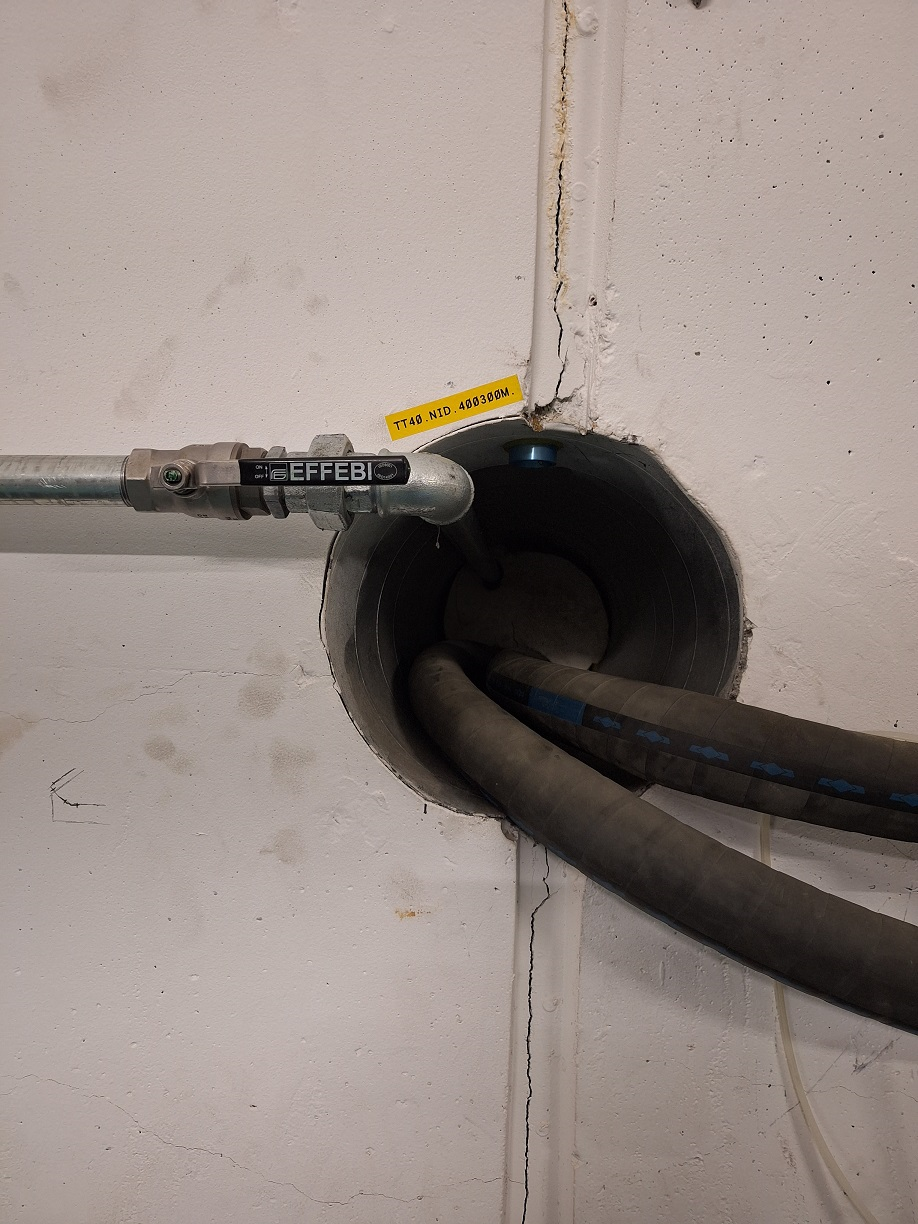 TT40.NID.400300M.
ON
OFF
EFFEBI